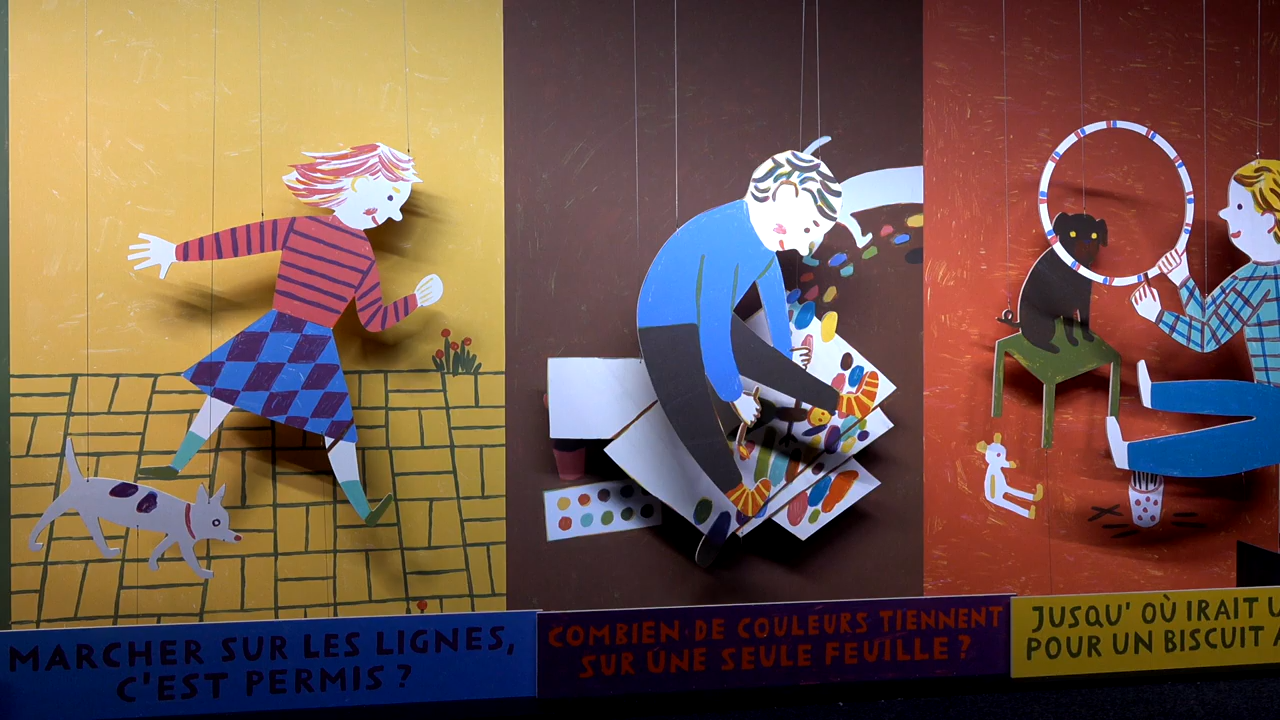 MARCHER SUR LES LIGNES,
C'EST PERMIS ?
COMBIEN DE COULEURS TIENNENT
SUR UNE SEULE FEUILLE ?
JUSQU' OÙ IRAIT
POUR UN BISCUIT